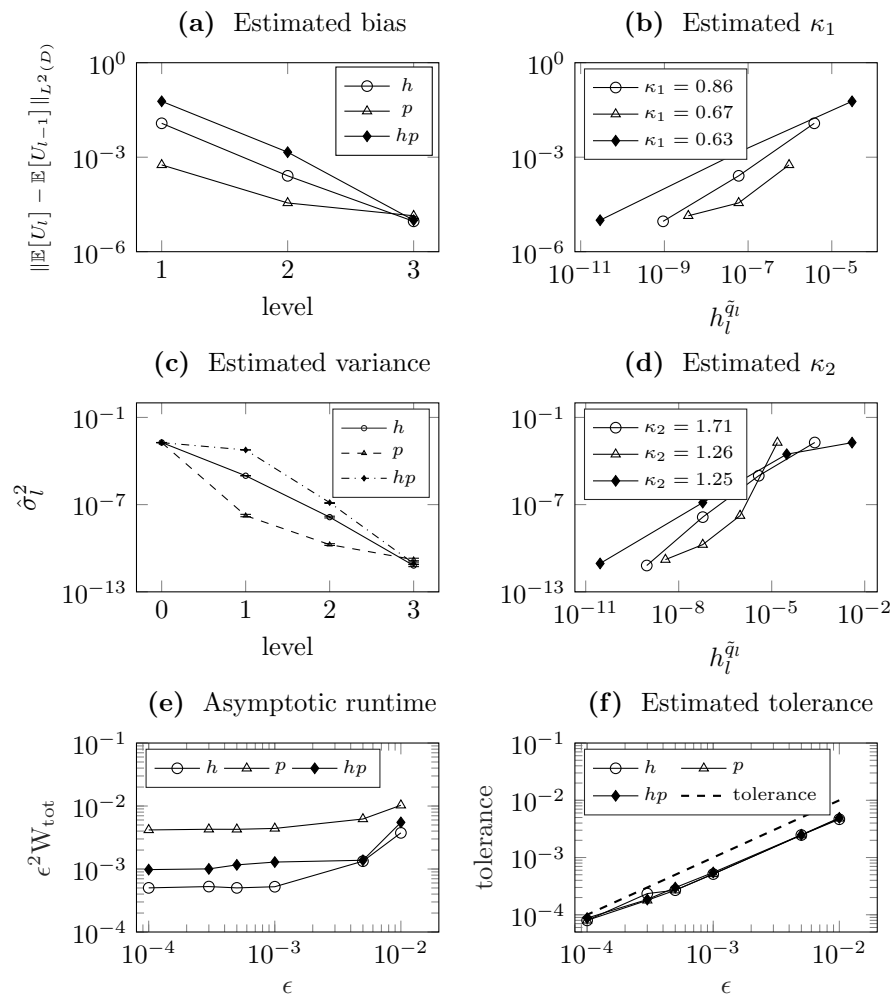 (a) Estimated bias
(b) Estimated κ₁
‖𝔼[U_l] − 𝔼[U_{l−1}]‖_{L²(D)}
10⁰
10⁻³
10⁻⁶
h
p
hp
1 2 3
level
10⁰
10⁻³
10⁻⁶
κ₁ = 0.86
κ₁ = 0.67
κ₁ = 0.63
10⁻¹¹ 10⁻⁹ 10⁻⁷ 10⁻⁵
h_l^{q̃_l}
(c) Estimated variance
(d) Estimated κ₂
σ̂_l²
10⁻¹
10⁻⁷
10⁻¹³
h
p
hp
0 1 2 3
level
10⁻¹
10⁻⁷
10⁻¹³
κ₂ = 1.71
κ₂ = 1.26
κ₂ = 1.25
10⁻¹¹ 10⁻⁸ 10⁻⁵ 10⁻²
h_l^{q̃_l}
(e) Asymptotic runtime
(f) Estimated tolerance
ϵ²W_tot
10⁻¹
10⁻²
10⁻³
10⁻⁴
h p hp
10⁻⁴ 10⁻³ 10⁻²
ϵ
tolerance
10⁻¹
10⁻²
10⁻³
10⁻⁴
h p
hp tolerance
10⁻⁴ 10⁻³ 10⁻²
ϵ